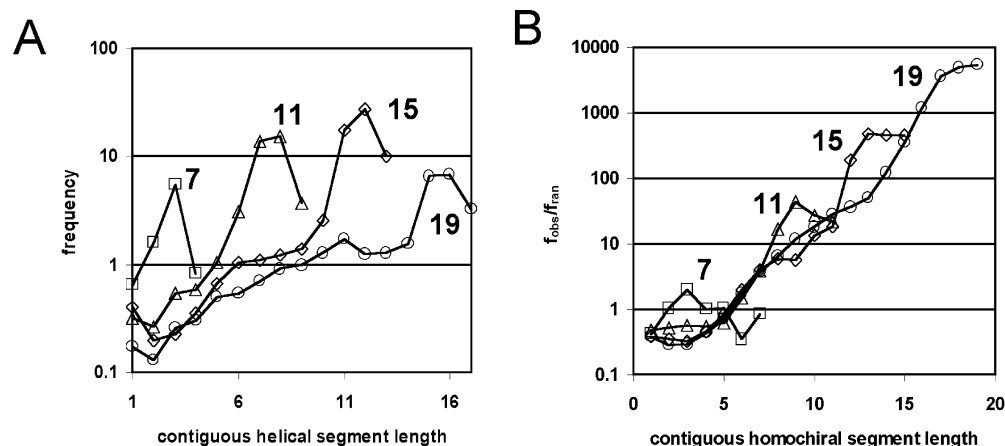 A
100
10
1
0.1
frequency
7
11
15
19
1 6 11 16
contiguous helical segment length
B
10000
1000
100
10
1
0.1
fobs/fran
7
11
15
19
0 5 10 15 20
contiguous homochiral segment length